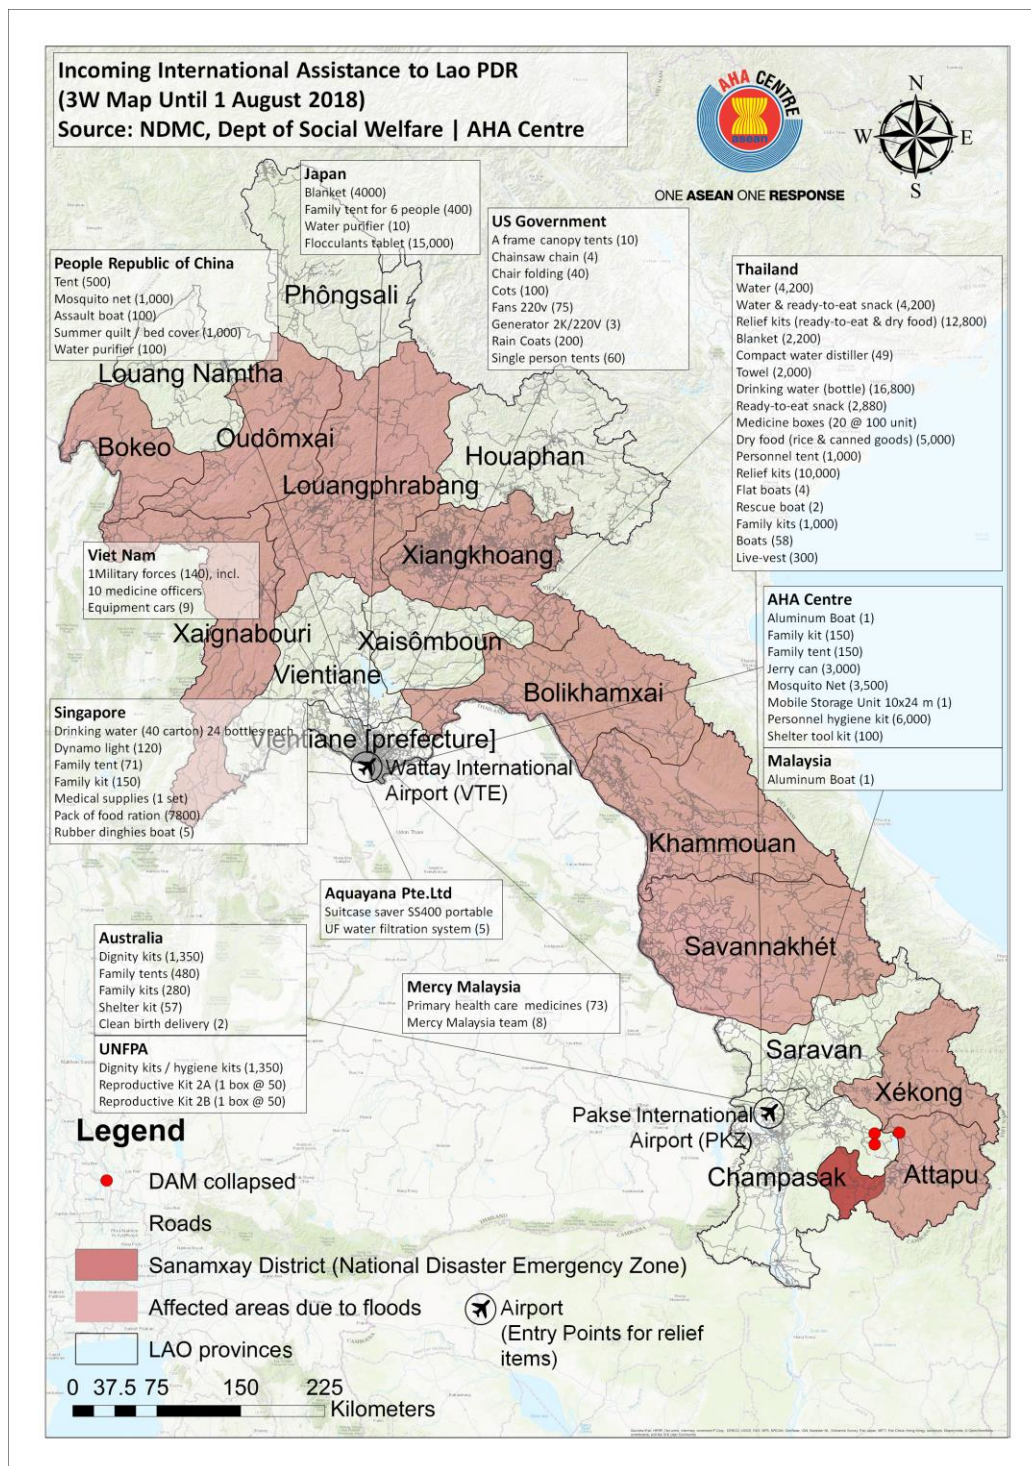 Incoming International Assistance to Lao PDR
(3W Map Until 1 August 2018)
Source: NDMC, Dept of Social Welfare | AHA Centre
AHA CENTRE
asean
ONE ASEAN ONE RESPONSE
N
W
E
S
Japan
Blanket (4000)
Family tent for 6 people (400)
Water purifier (10)
Flocculants tablet (15,000)
US Government
A frame canopy tents (10)
Chainsaw chain (4)
Chair folding (40)
Cots (100)
Fans 220v (75)
Generator 2K/220V (3)
Rain Coats (200)
Single person tents (60)
People Republic of China
Tent (500)
Mosquito net (1,000)
Assault boat (100)
Summer quilt / bed cover (1,000)
Water purifier (100)
Thailand
Water (4,200)
Water & ready-to-eat snack (4,200)
Relief kits (ready-to-eat & dry food) (12,800)
Blanket (2,200)
Compact water distiller (49)
Towel (2,000)
Drinking water (bottle) (16,800)
Ready-to-eat snack (2,880)
Medicine boxes (20 @ 100 unit)
Dry food (rice & canned goods) (5,000)
Personnel tent (1,000)
Relief kits (10,000)
Flat boats (4)
Rescue boat (2)
Family kits (1,000)
Boats (58)
Live-vest (300)
Phôngsali
Louang Namtha
Bokeo
Oudômxai
Louangphrabang
Houaphan
Xiangkhoang
Viet Nam
1Military forces (140), incl.
10 medicine officers
Equipment cars (9)
Xaignabouri
Xaisômboun
Vientiane
Bolikhamxai
AHA Centre
Aluminum Boat (1)
Family kit (150)
Family tent (150)
Jerry can (3,000)
Mosquito Net (3,500)
Mobile Storage Unit 10x24 m (1)
Personnel hygiene kit (6,000)
Shelter tool kit (100)
Malaysia
Aluminum Boat (1)
Singapore
Drinking water (40 carton) 24 bottles each
Dynamo light (120)
Family tent (71)
Family kit (150)
Medical supplies (1 set)
Pack of food ration (7800)
Rubber dinghies boat (5)
Vientiane [prefecture]
Wattay International
Airport (VTE)
Khammouan
Savannakhét
Aquayana Pte.Ltd
Suitcase saver SS400 portable
UF water filtration system (5)
Australia
Dignity kits (1,350)
Family tents (480)
Family kits (280)
Shelter kit (57)
Clean birth delivery (2)
Mercy Malaysia
Primary health care medicines (73)
Mercy Malaysia team (8)
UNFPA
Dignity kits / hygiene kits (1,350)
Reproductive Kit 2A (1 box @ 50)
Reproductive Kit 2B (1 box @ 50)
Saravan
Xékong
Pakse International
Airport (PKZ)
Champasak
Attapu
Legend
DAM collapsed
Roads
Sanamxay District (National Disaster Emergency Zone)
Affected areas due to floods
LAO provinces
Airport
(Entry Points for relief
items)
0 37.5 75 150 225
Kilometers